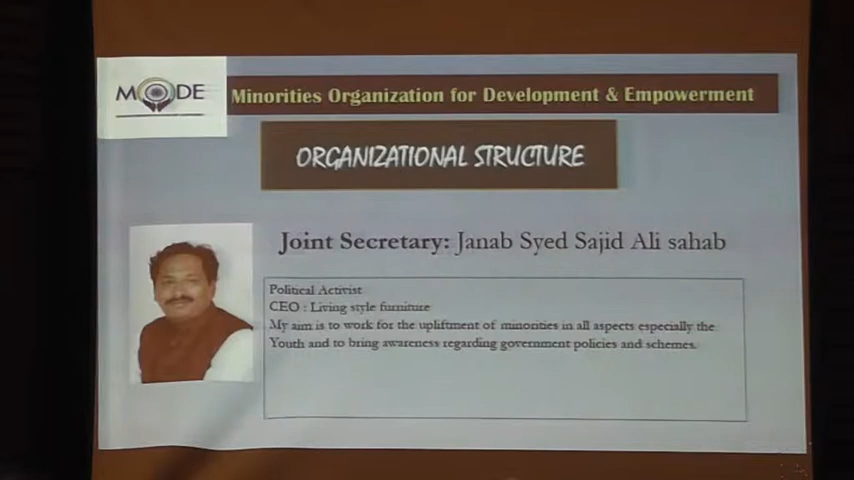 MODE
Minorities Organization for Development & Empowerment
ORGANIZATIONAL STRUCTURE
Joint Secretary: Janab Syed Sajid Ali sahab
Political Activist
CEO : Living style furniture
My aim is to work for the upliftment of minorities in all aspects especially the
Youth and to bring awareness regarding government policies and schemes.